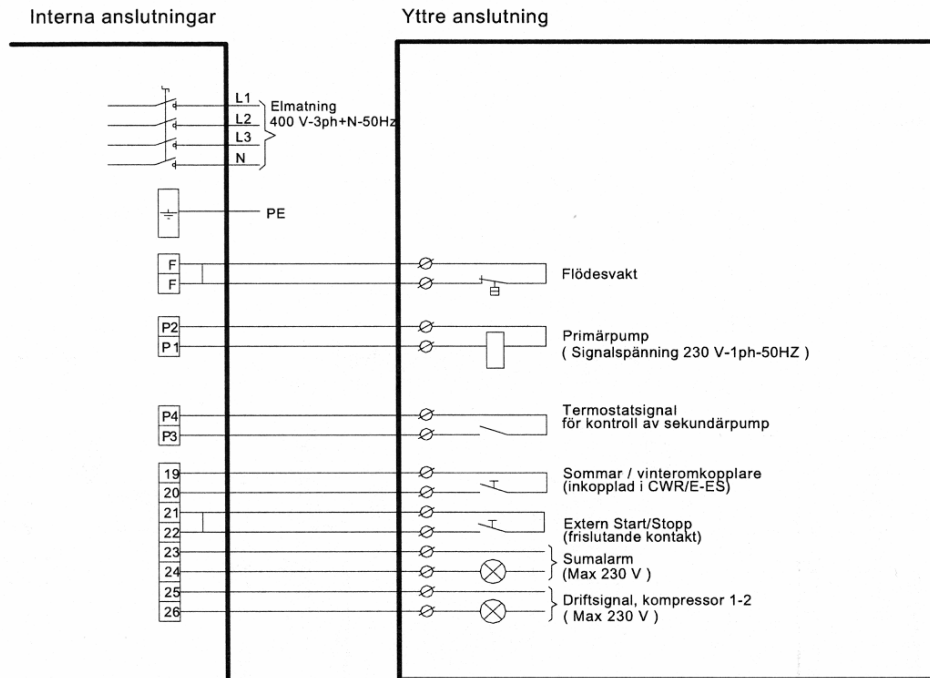 Interna anslutningar
Yttre anslutning
L1
L2
L3
N
Elmatning
400 V-3ph+N-50Hz
PE
F
F
Flödesvakt
P2
P1
Primärpump
( Signalspänning 230 V-1ph-50HZ )
P4
P3
Termostatsignal
för kontroll av sekundärpump
19
20
Sommar / vinteromkopplare
(inkopplad i CWR/E-ES)
21
22
Extern Start/Stopp
(frislutande kontakt)
23
24
Sumalarm
(Max 230 V )
25
26
Driftsignal, kompressor 1-2
( Max 230 V )